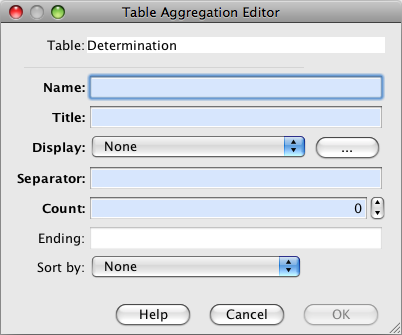 Table Aggregation Editor
Table: Determination
Name:
Title:
Display: None ...
Separator:
Count: 0
Ending:
Sort by: None
Help Cancel OK